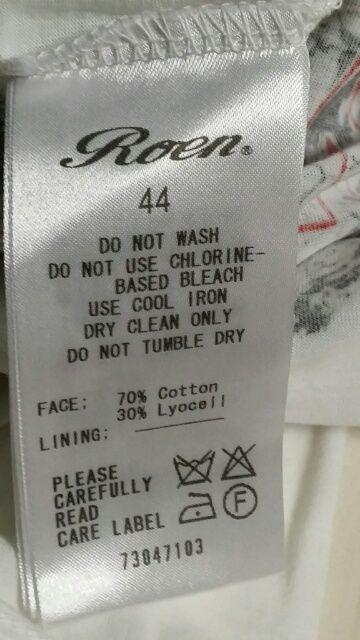 Roen®
44
DO NOT WASH
DO NOT USE CHLORINE-
BASED BLEACH
USE COOL IRON
DRY CLEAN ONLY
DO NOT TUMBLE DRY
FACE: 70% Cotton
30% Lyocell
LINING:
PLEASE
CAREFULLY
READ
CARE LABEL
F
73047103